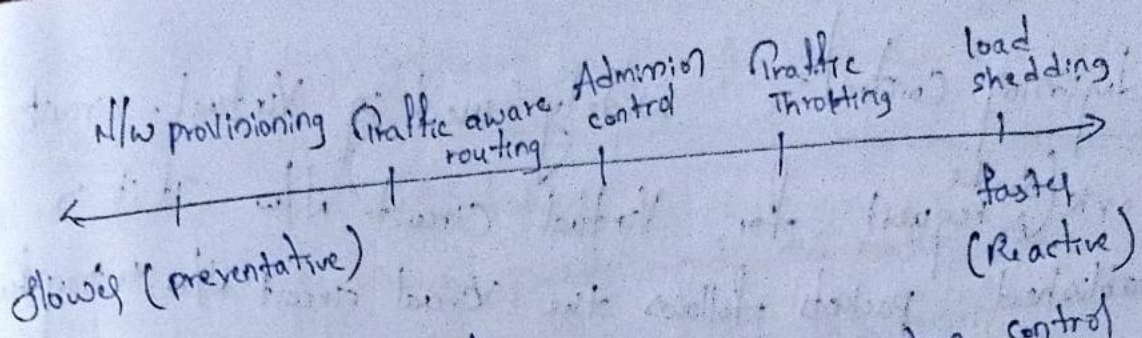 N/w provisioning
Traffic aware
routing
Admission
control
Traffic
Throttling
load
shedding
slower (preventative)
faster
(Reactive)
control